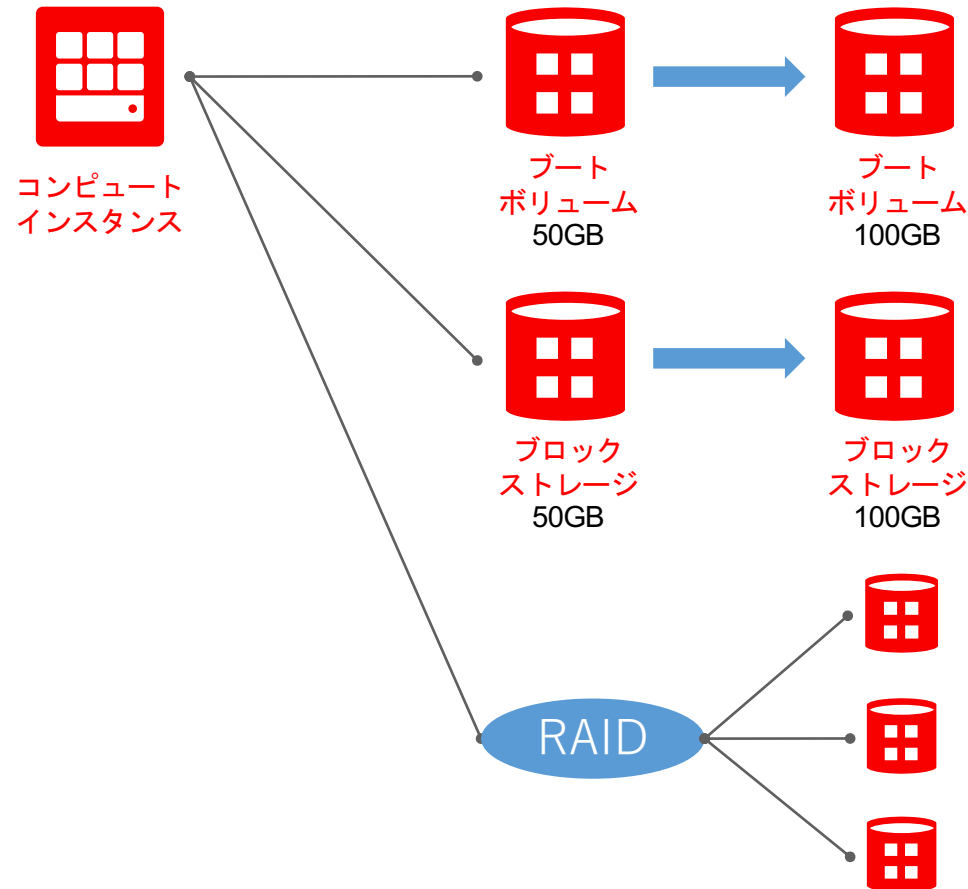 コンピュート
インスタンス
ブート
ボリューム
50GB
ブート
ボリューム
100GB
ブロック
ストレージ
50GB
ブロック
ストレージ
100GB
RAID